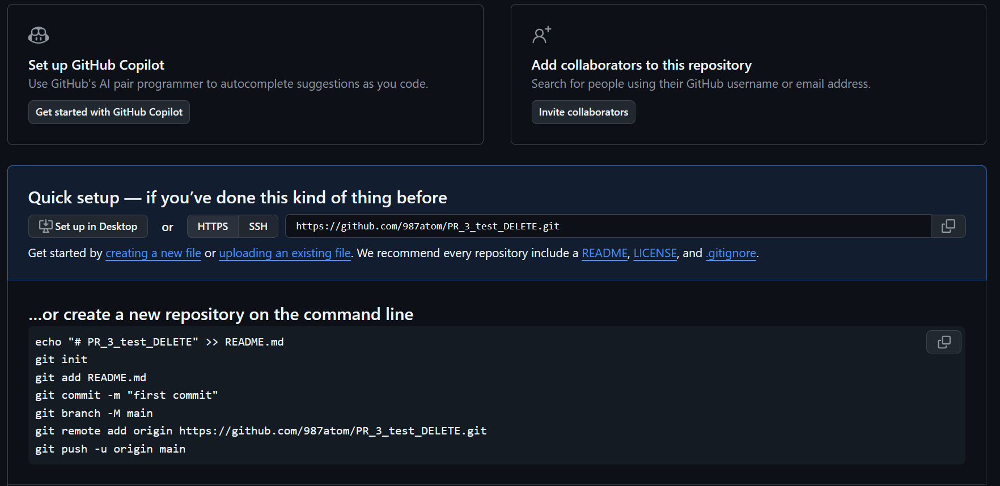 Set up GitHub Copilot
Use GitHub's AI pair programmer to autocomplete suggestions as you code.
Get started with GitHub Copilot
Add collaborators to this repository
Search for people using their GitHub username or email address.
Invite collaborators
Quick setup — if you’ve done this kind of thing before
Set up in Desktop or HTTPS SSH https://github.com/987atom/PR_3_test_DELETE.git
Get started by creating a new file or uploading an existing file. We recommend every repository include a README, LICENSE, and .gitignore.
…or create a new repository on the command line
echo "# PR_3_test_DELETE" >> README.md
git init
git add README.md
git commit -m "first commit"
git branch -M main
git remote add origin https://github.com/987atom/PR_3_test_DELETE.git
git push -u origin main